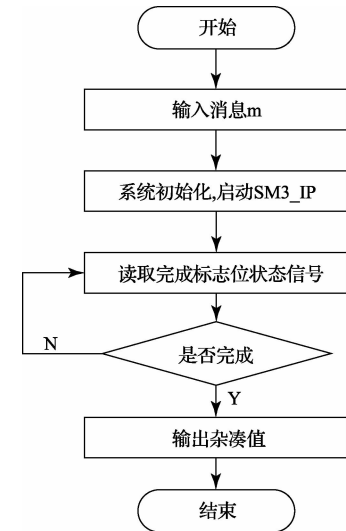 开始
输入消息m
系统初始化,启动SM3_IP
读取完成标志位状态信号
是否完成
N
Y
输出杂凑值
结束